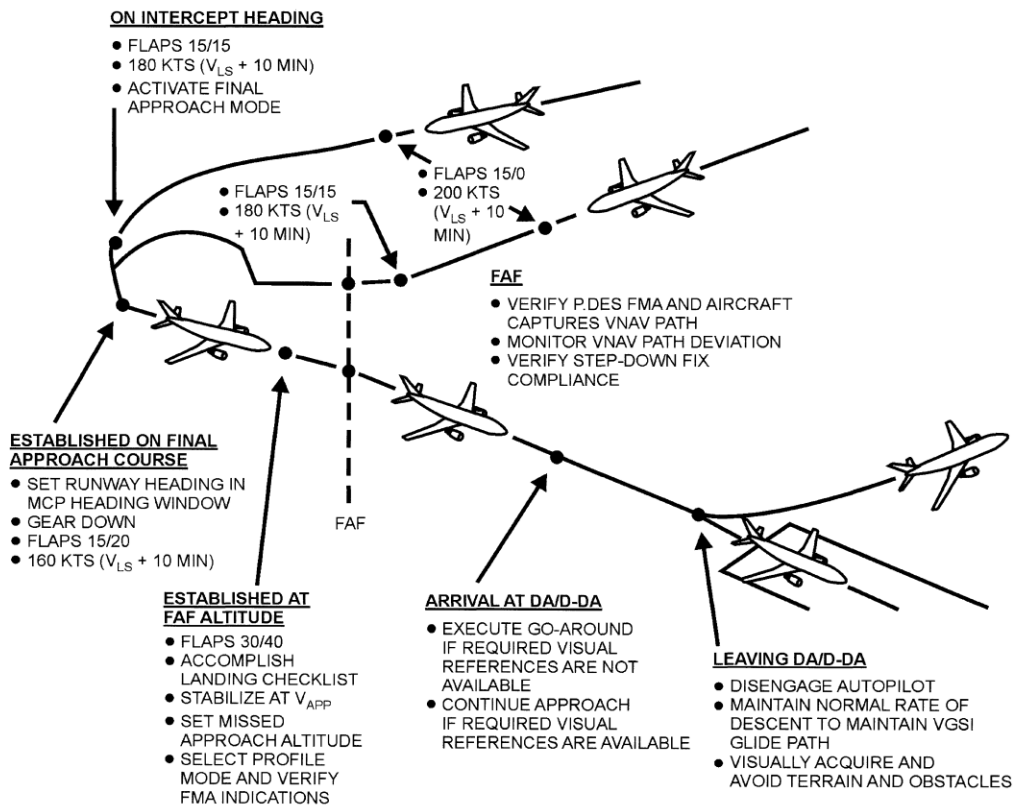 ON INTERCEPT HEADING
● FLAPS 15/15
● 180 KTS (VLS + 10 MIN)
● ACTIVATE FINAL
APPROACH MODE
● FLAPS 15/15
● 180 KTS (VLS
+ 10 MIN)
● FLAPS 15/0
● 200 KTS
(VLS + 10
MIN)
FAF
● VERIFY P.DES FMA AND AIRCRAFT
CAPTURES VNAV PATH
● MONITOR VNAV PATH DEVIATION
● VERIFY STEP-DOWN FIX
COMPLIANCE
ESTABLISHED ON FINAL
APPROACH COURSE
● SET RUNWAY HEADING IN
MCP HEADING WINDOW
● GEAR DOWN
● FLAPS 15/20
● 160 KTS (VLS + 10 MIN)
FAF
ESTABLISHED AT
FAF ALTITUDE
● FLAPS 30/40
● ACCOMPLISH
LANDING CHECKLIST
● STABILIZE AT VAPP
● SET MISSED
APPROACH ALTITUDE
● SELECT PROFILE
MODE AND VERIFY
FMA INDICATIONS
ARRIVAL AT DA/D-DA
● EXECUTE GO-AROUND
IF REQUIRED VISUAL
REFERENCES ARE NOT
AVAILABLE
● CONTINUE APPROACH
IF REQUIRED VISUAL
REFERENCES ARE AVAILABLE
LEAVING DA/D-DA
● DISENGAGE AUTOPILOT
● MAINTAIN NORMAL RATE OF
DESCENT TO MAINTAIN VGSI
GLIDE PATH
● VISUALLY ACQUIRE AND
AVOID TERRAIN AND OBSTACLES